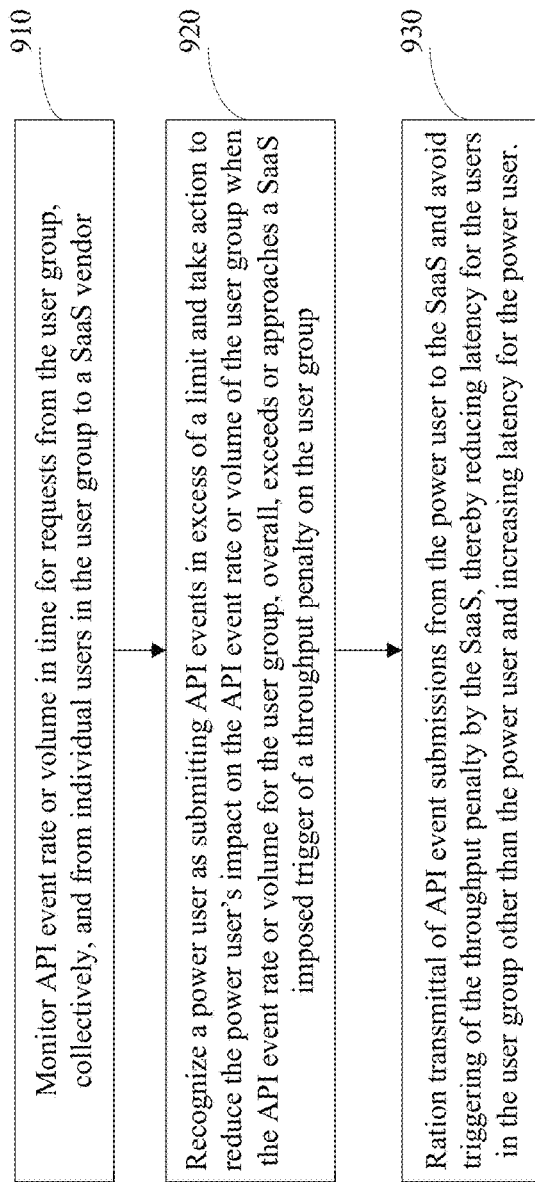 910
Monitor API event rate or volume in time for requests from the user group,
collectively, and from individual users in the user group to a SaaS vendor
920
Recognize a power user as submitting API events in excess of a limit and take action to
reduce the power user's impact on the API event rate or volume of the user group when
the API event rate or volume for the user group, overall, exceeds or approaches a SaaS
imposed trigger of a throughput penalty on the user group
930
Ration transmittal of API event submissions from the power user to the SaaS and avoid
triggering of the throughput penalty by the SaaS, thereby reducing latency for the users
in the user group other than the power user and increasing latency for the power user.